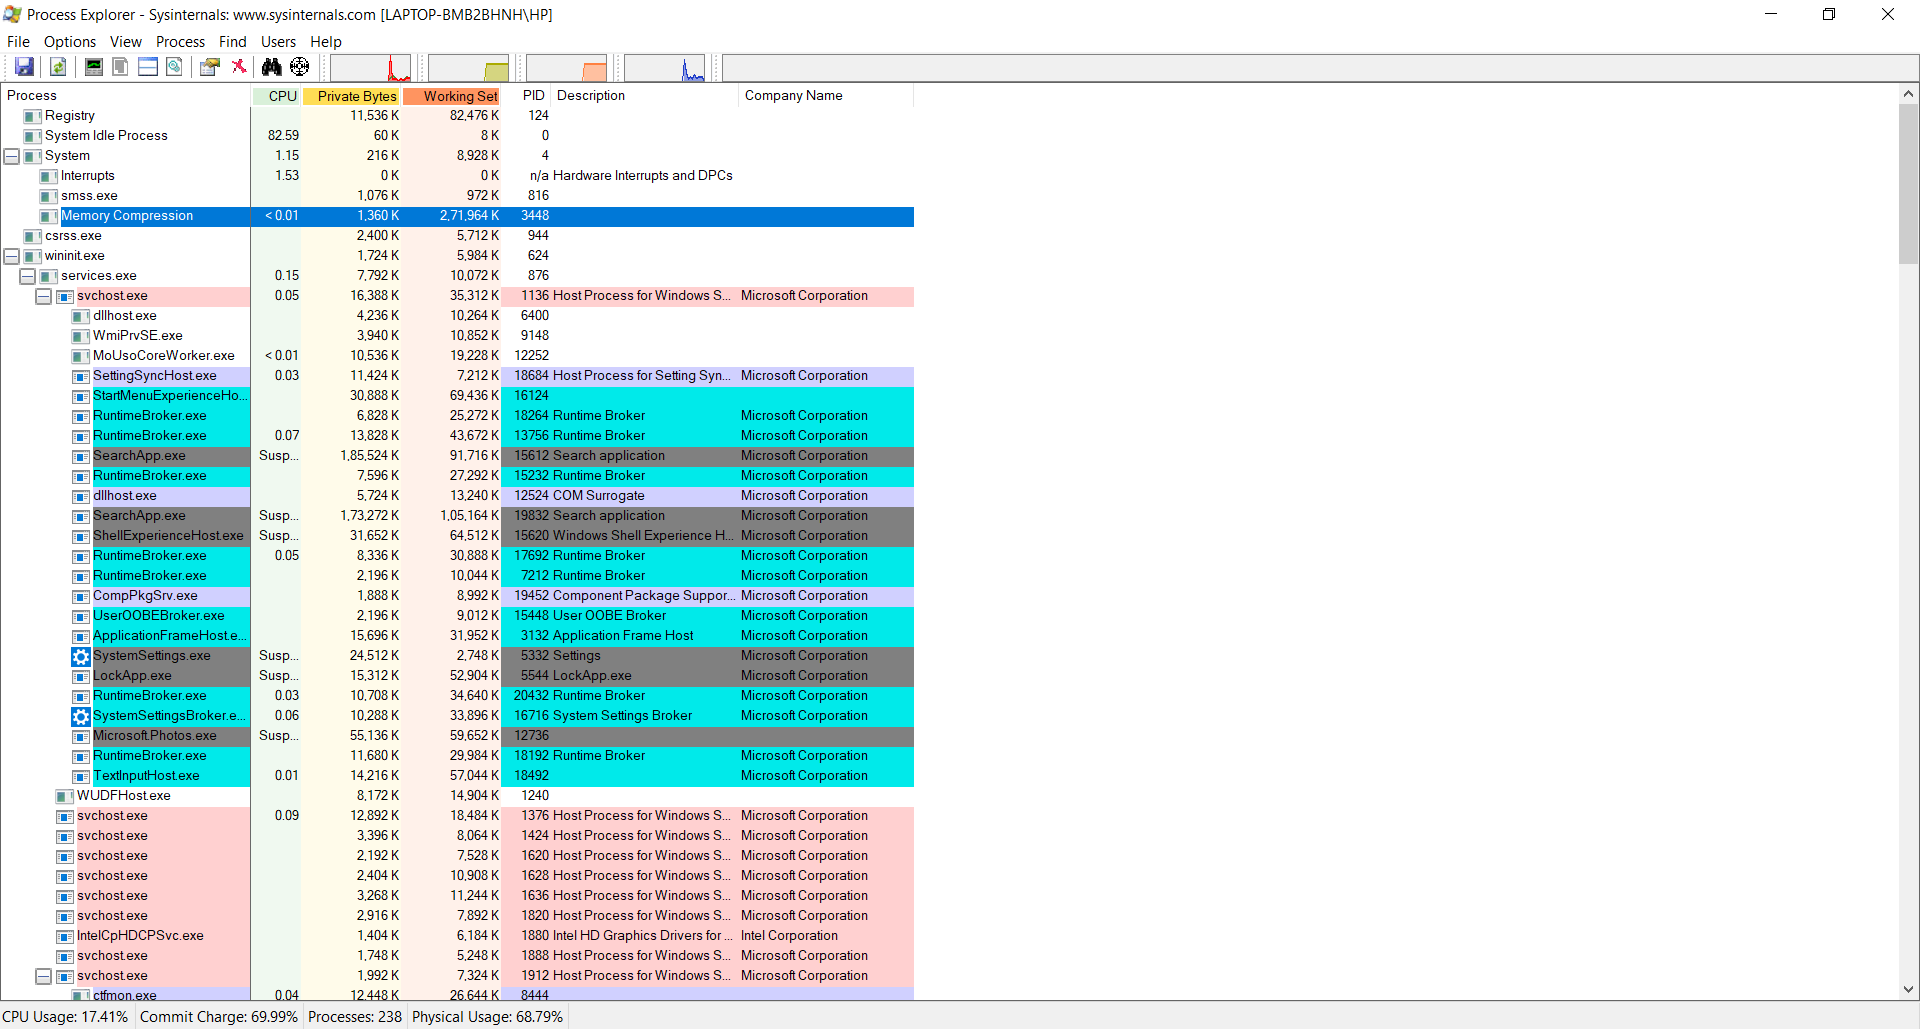 Process Explorer - Sysinternals: www.sysinternals.com [LAPTOP-BMB2BHNH\HP]
File Options View Process Find Users Help
Process CPU Private Bytes Working Set PID Description Company Name
Registry 11,536 K 82,476 K 124
System Idle Process 82.59 60 K 8 K 0
System 1.15 216 K 8,928 K 4
Interrupts 1.53 0 K 0 K n/a Hardware Interrupts and DPCs
smss.exe 1,076 K 972 K 816
Memory Compression < 0.01 1,360 K 2,71,964 K 3448
csrss.exe 2,400 K 5,712 K 944
wininit.exe 1,724 K 5,984 K 624
services.exe 0.15 7,792 K 10,072 K 876
svchost.exe 0.05 16,388 K 35,312 K 1136 Host Process for Windows S... Microsoft Corporation
dllhost.exe 4,236 K 10,264 K 6400
WmiPrvSE.exe 3,940 K 10,852 K 9148
MoUsoCoreWorker.exe < 0.01 10,536 K 19,228 K 12252
SettingSyncHost.exe 0.03 11,424 K 7,212 K 18684 Host Process for Setting Syn... Microsoft Corporation
StartMenuExperienceHo... 30,888 K 69,436 K 16124
RuntimeBroker.exe 6,828 K 25,272 K 18264 Runtime Broker Microsoft Corporation
RuntimeBroker.exe 0.07 13,828 K 43,672 K 13756 Runtime Broker Microsoft Corporation
SearchApp.exe Susp... 1,85,524 K 91,716 K 15612 Search application Microsoft Corporation
RuntimeBroker.exe 7,596 K 27,292 K 15232 Runtime Broker Microsoft Corporation
dllhost.exe 5,724 K 13,240 K 12524 COM Surrogate Microsoft Corporation
SearchApp.exe Susp... 1,73,272 K 1,05,164 K 19832 Search application Microsoft Corporation
ShellExperienceHost.exe Susp... 31,652 K 64,512 K 15620 Windows Shell Experience H... Microsoft Corporation
RuntimeBroker.exe 0.05 8,336 K 30,888 K 17692 Runtime Broker Microsoft Corporation
RuntimeBroker.exe 2,196 K 10,044 K 7212 Runtime Broker Microsoft Corporation
CompPkgSrv.exe 1,888 K 8,992 K 19452 Component Package Suppor... Microsoft Corporation
UserOOBEBroker.exe 2,196 K 9,012 K 15448 User OOBE Broker Microsoft Corporation
ApplicationFrameHost.e... 15,696 K 31,952 K 3132 Application Frame Host Microsoft Corporation
SystemSettings.exe Susp... 24,512 K 2,748 K 5332 Settings Microsoft Corporation
LockApp.exe Susp... 15,312 K 52,904 K 5544 LockApp.exe Microsoft Corporation
RuntimeBroker.exe 0.03 10,708 K 34,640 K 20432 Runtime Broker Microsoft Corporation
SystemSettingsBroker.e... 0.06 10,288 K 33,896 K 16716 System Settings Broker Microsoft Corporation
Microsoft.Photos.exe Susp... 55,136 K 59,652 K 12736
RuntimeBroker.exe 11,680 K 29,984 K 18192 Runtime Broker Microsoft Corporation
TextInputHost.exe 0.01 14,216 K 57,044 K 18492 Microsoft Corporation
WUDFHost.exe 8,172 K 14,904 K 1240
svchost.exe 0.09 12,892 K 18,484 K 1376 Host Process for Windows S... Microsoft Corporation
svchost.exe 3,396 K 8,064 K 1424 Host Process for Windows S... Microsoft Corporation
svchost.exe 2,192 K 7,528 K 1620 Host Process for Windows S... Microsoft Corporation
svchost.exe 2,404 K 10,908 K 1628 Host Process for Windows S... Microsoft Corporation
svchost.exe 3,268 K 11,244 K 1636 Host Process for Windows S... Microsoft Corporation
svchost.exe 2,916 K 7,892 K 1820 Host Process for Windows S... Microsoft Corporation
IntelCpHDCPSvc.exe 1,404 K 6,184 K 1880 Intel HD Graphics Drivers for ... Intel Corporation
svchost.exe 1,748 K 5,248 K 1888 Host Process for Windows S... Microsoft Corporation
svchost.exe 1,992 K 7,324 K 1912 Host Process for Windows S... Microsoft Corporation
ctfmon.exe 0.04 12,448 K 26,644 K 8444
CPU Usage: 17.41% Commit Charge: 69.99% Processes: 238 Physical Usage: 68.79%